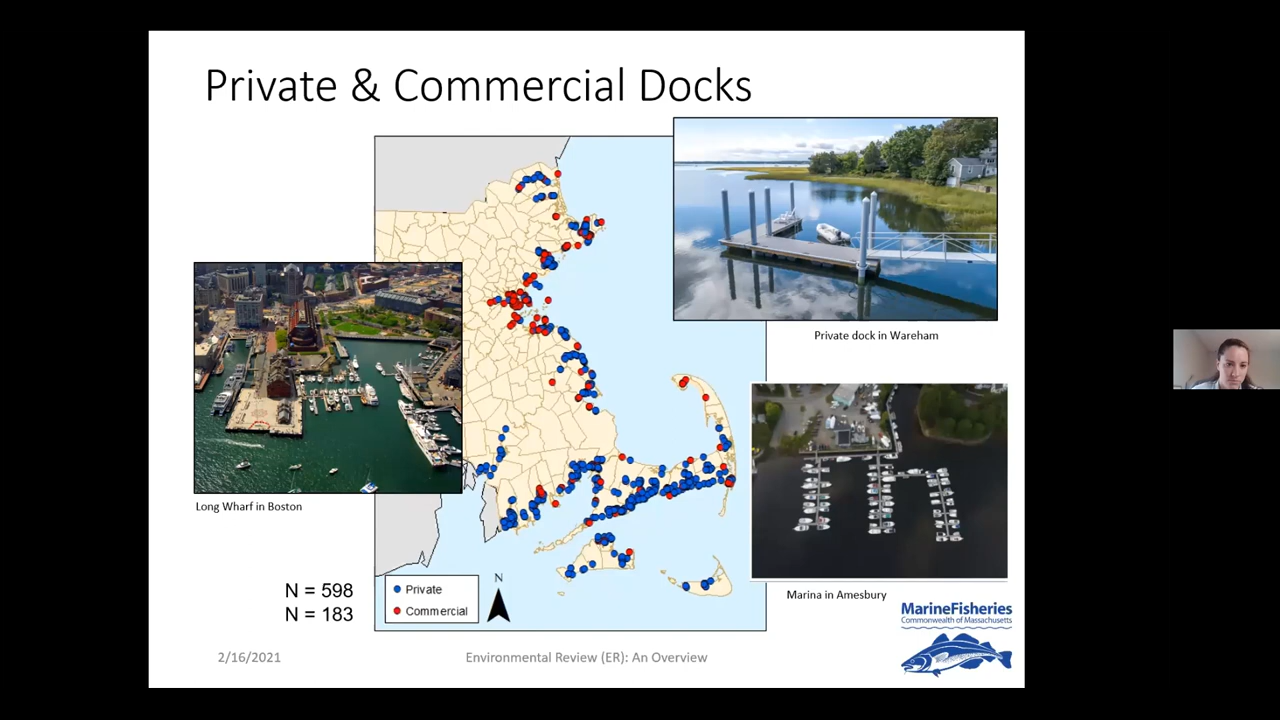 Private & Commercial Docks
Private dock in Wareham
Long Wharf in Boston
Marina in Amesbury
N = 598
N = 183
Private
Commercial
N
MarineFisheries
Commonwealth of Massachusetts
2/16/2021
Environmental Review (ER): An Overview